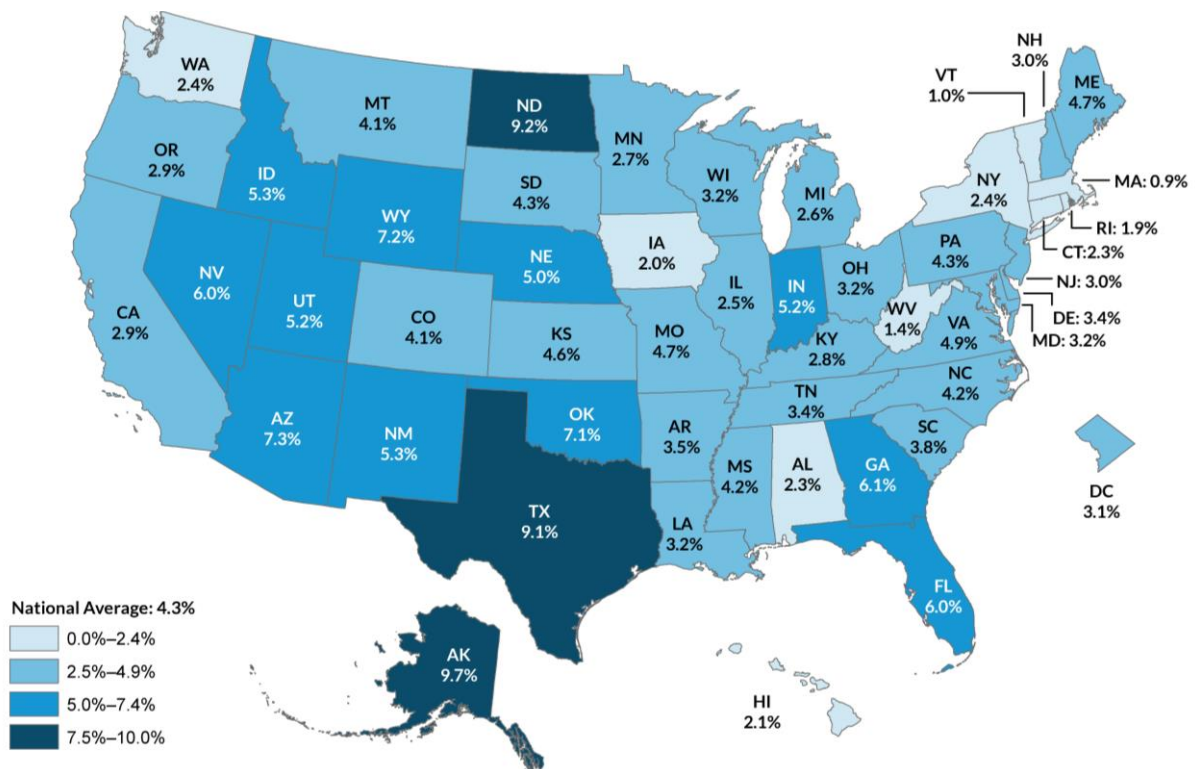 WA
2.4%
OR
2.9%
CA
2.9%
NV
6.0%
ID
5.3%
MT
4.1%
WY
7.2%
UT
5.2%
AZ
7.3%
CO
4.1%
NM
5.3%
ND
9.2%
SD
4.3%
NE
5.0%
KS
4.6%
OK
7.1%
TX
9.1%
MN
2.7%
IA
2.0%
MO
4.7%
AR
3.5%
LA
3.2%
WI
3.2%
IL
2.5%
MS
4.2%
MI
2.6%
IN
5.2%
KY
2.8%
TN
3.4%
AL
2.3%
OH
3.2%
WV
1.4%
GA
6.1%
FL
6.0%
SC
3.8%
NC
4.2%
VA
4.9%
PA
4.3%
NY
2.4%
VT
1.0%
NH
3.0%
ME
4.7%
MA: 0.9%
RI: 1.9%
CT:2.3%
NJ: 3.0%
DE: 3.4%
MD: 3.2%
DC
3.1%
AK
9.7%
HI
2.1%
National Average: 4.3%
0.0%–2.4%
2.5%–4.9%
5.0%–7.4%
7.5%–10.0%